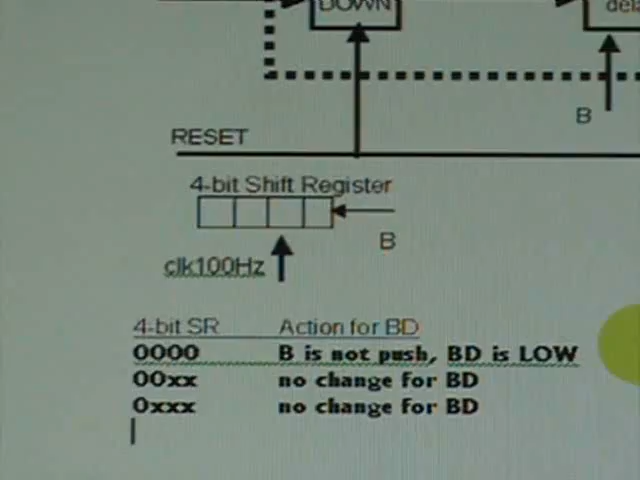 DOWN
B
RESET
4-bit Shift Register
B
clk100Hz
4-bit SR Action for BD
0000 B is not push, BD is LOW
00xx no change for BD
0xxx no change for BD